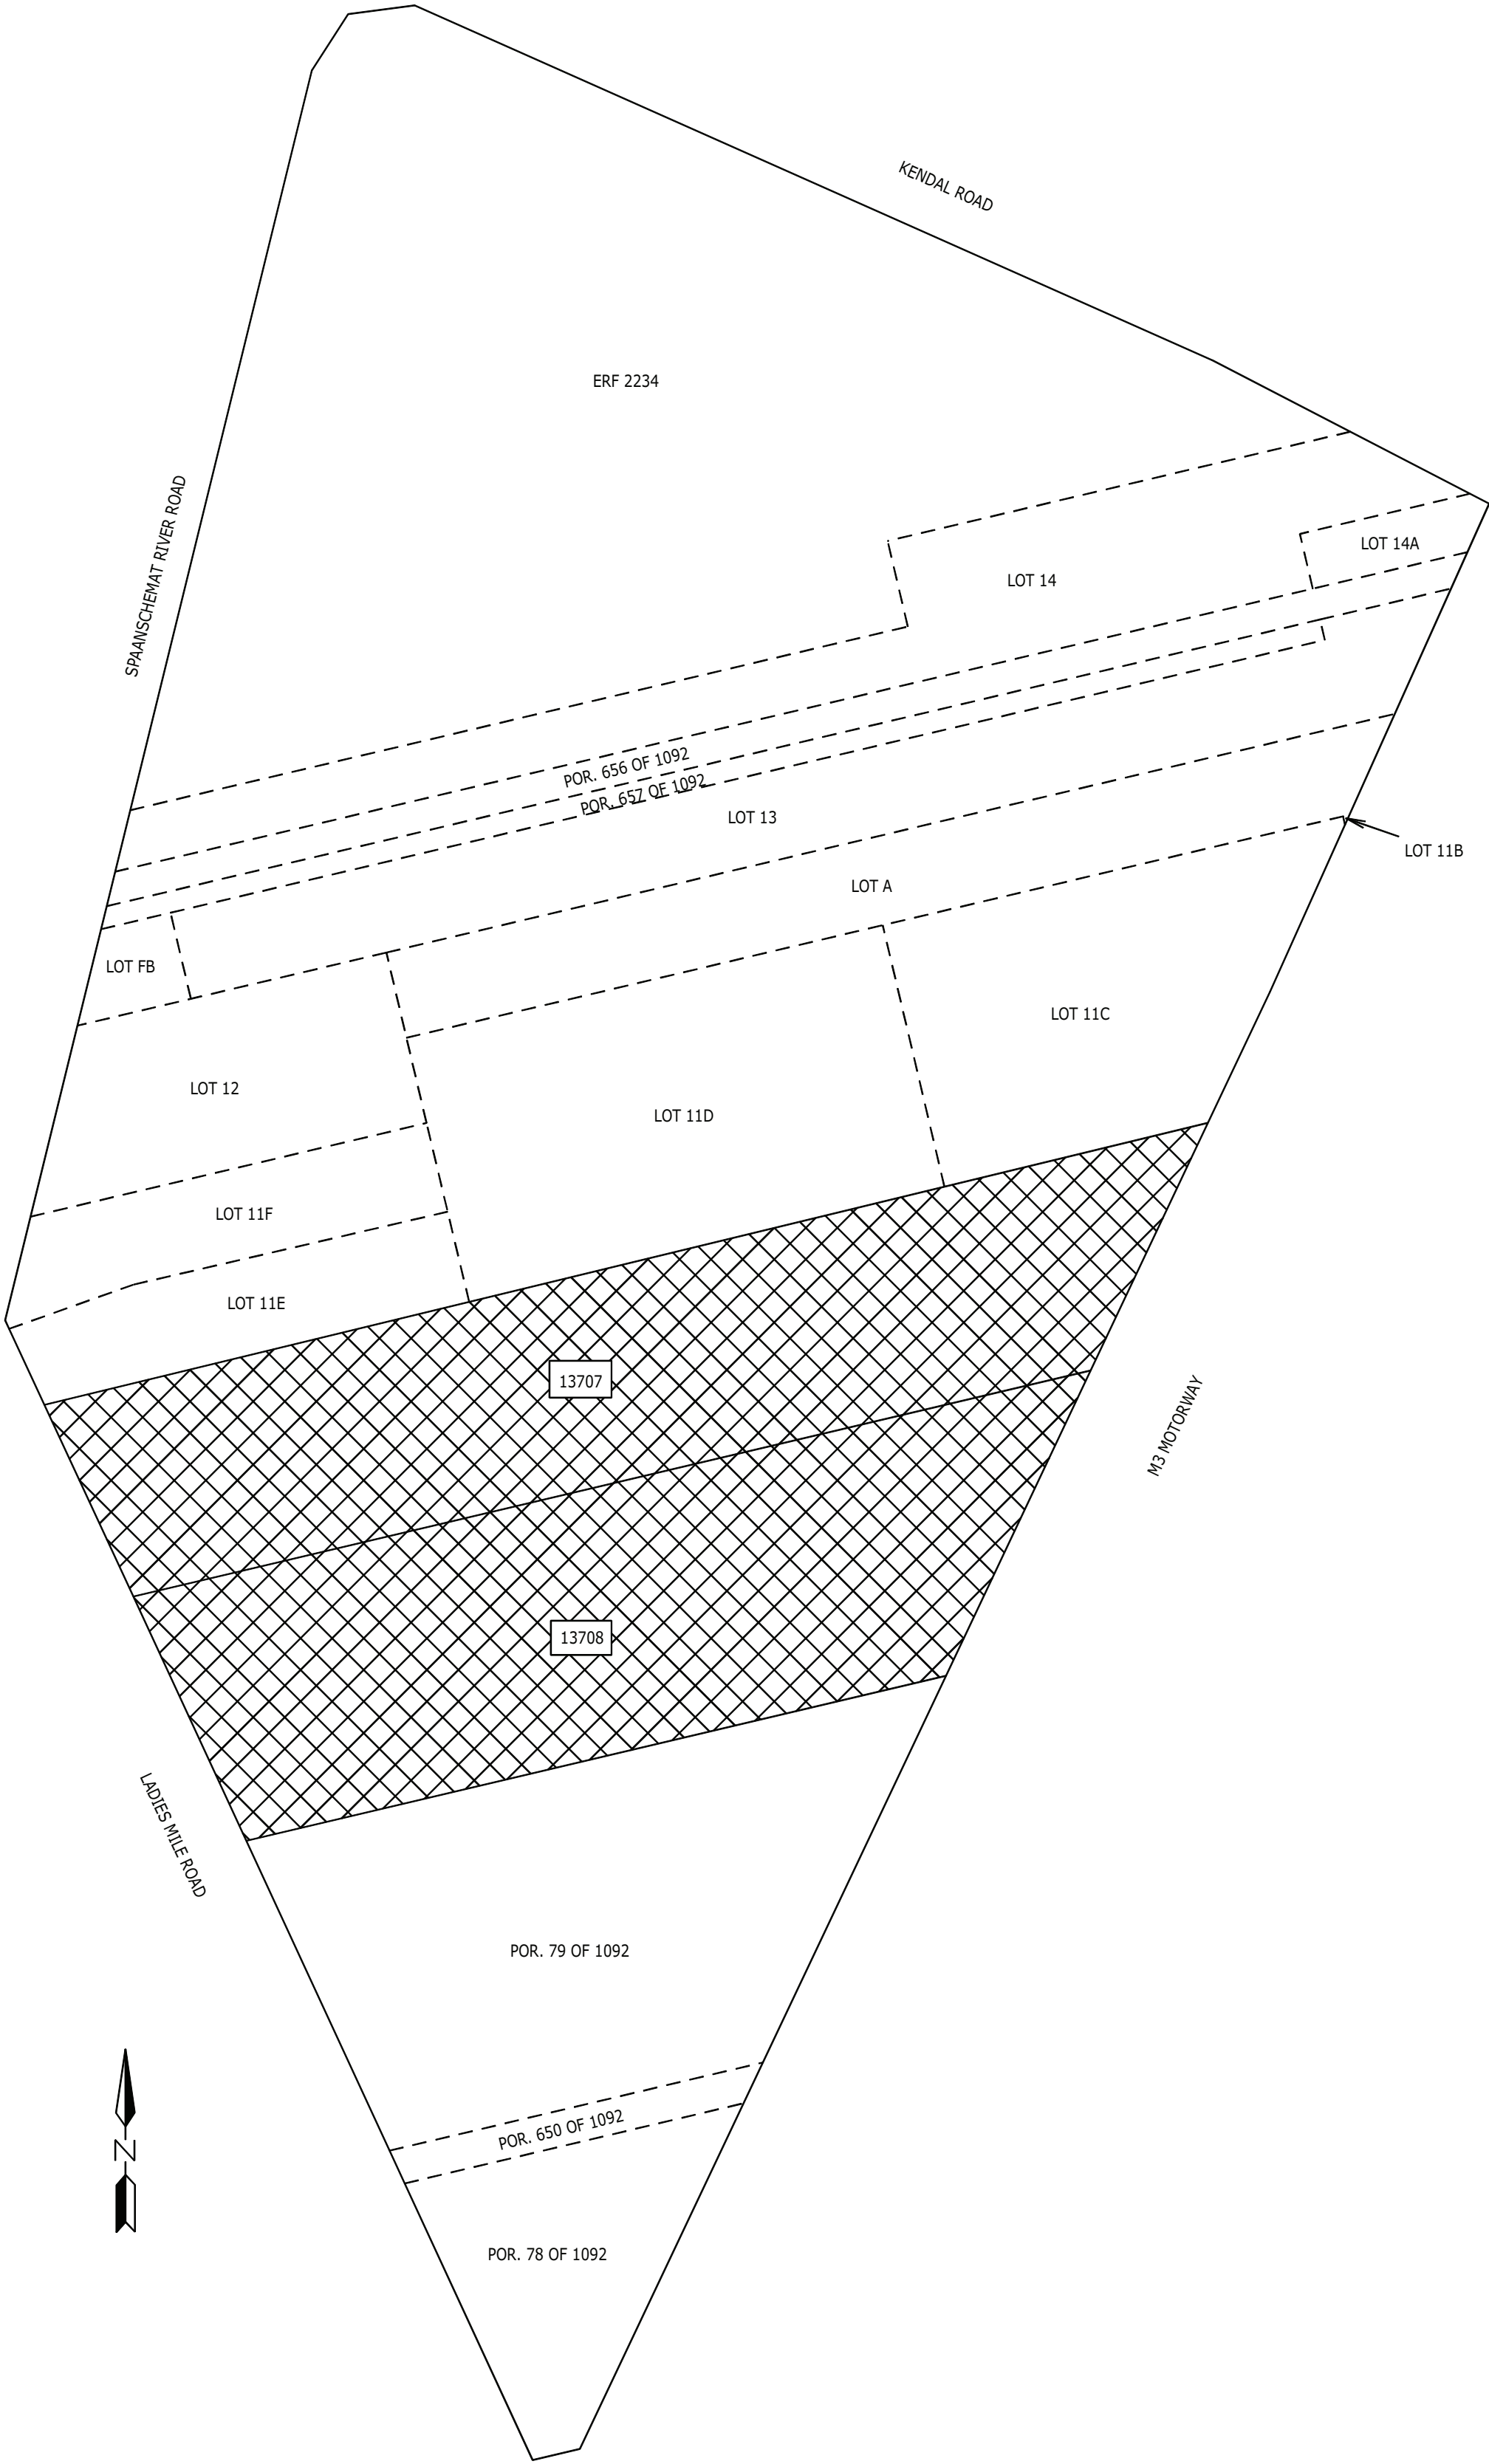 KENDAL ROAD
ERF 2234
SPAANSCHEMAT RIVER ROAD
LOT 14A
LOT 14
POR. 656 OF 1092
POR. 657 OF 1092
LOT 13
LOT 11B
LOT A
LOT FB
LOT 11C
LOT 12
LOT 11D
LOT 11F
LOT 11E
13707
M3 MOTORWAY
13708
LADIES MILE ROAD
POR. 79 OF 1092
POR. 650 OF 1092
N
POR. 78 OF 1092